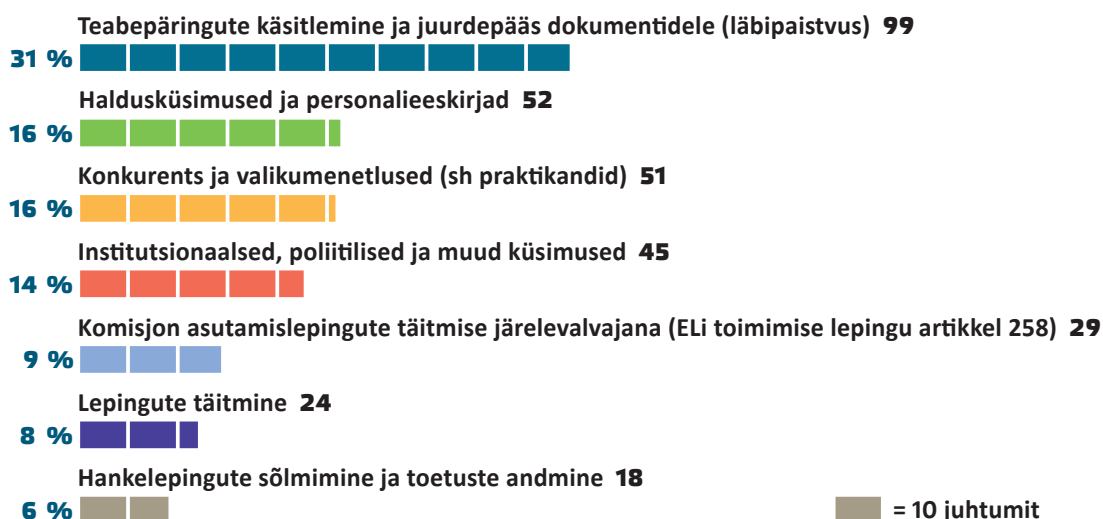 Teabepäringute käsitlemine ja juurdepääs dokumentidele (läbipaistvus) 99
31 %
Haldusküsimused ja personalieeskirjad 52
16 %
Konkurents ja valikumenetlused (sh praktikandid) 51
16 %
Institutsionaalsed, poliitilised ja muud küsimused 45
14 %
Komisjon asutamislepingute täitmise järelevalvajana (ELi toimimise lepingu artikkel 258) 29
9 %
Lepingute täitmine 24
8 %
Hankelepingute sõlmimine ja toetuste andmine 18
6 %
= 10 juhtumit